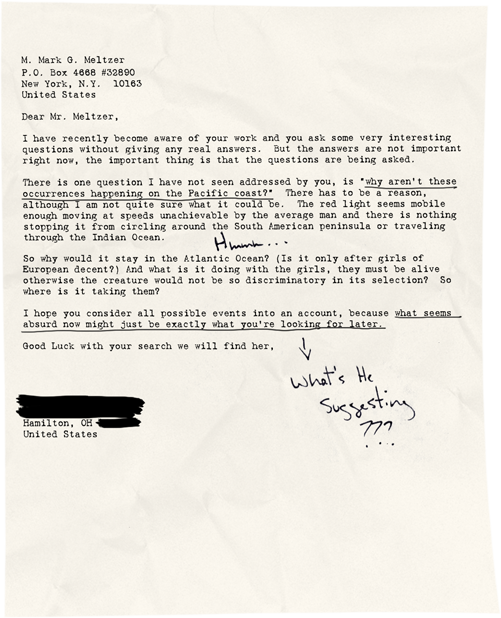 M. Mark G. Meltzer
P.O. Box 4668 #32890
New York, N.Y. 10163
United States
Dear Mr. Meltzer,
I have recently become aware of your work and you ask some very interesting
questions without giving any real answers. But the answers are not important
right now, the important thing is that the questions are being asked.
There is one question I have not seen addressed by you, is "why aren't these
occurrences happening on the Pacific coast?" There has to be a reason,
although I am not quite sure what it could be. The red light seems mobile
enough moving at speeds unachievable by the average man and there is nothing
stopping it from circling around the South American peninsula or traveling
through the Indian Ocean.
So why would it stay in the Atlantic Ocean? (Is it only after girls of
European decent?) And what is it doing with the girls, they must be alive
otherwise the creature would not be so discriminatory in its selection? So
where is it taking them?
I hope you consider all possible events into an account, because what seems
absurd now might just be exactly what you're looking for later.
Good Luck with your search we will find her,
What's He
Suggesting
???
...
Hamilton, OH
United States